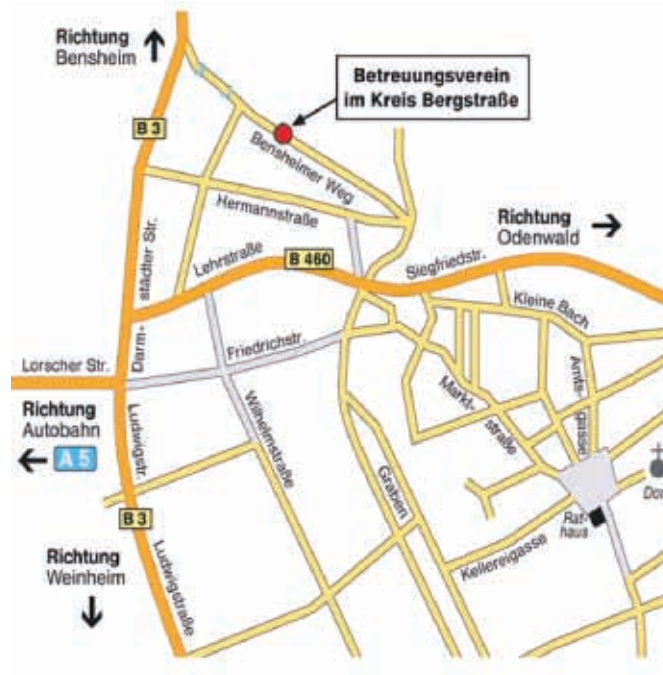 Richtung
Bensheim
Betreuungsverein
im Kreis Bergstraße
B 3
Bensheimer Weg
Hermannstraße
Richtung
Odenwald
Darm-
städter Str.
Lehrstraße
B 460
Siegfriedstr.
Kleine Bach
Friedrichstr.
Lorscher Str.
Markt-
straße
Amts-
gasse
Richtung
Autobahn
A 5
Ludwigstr.
Wilhelmstraße
Graben
B 3
Rat-
haus
Kellereigasse
Richtung
Weinheim
Ludwigstraße